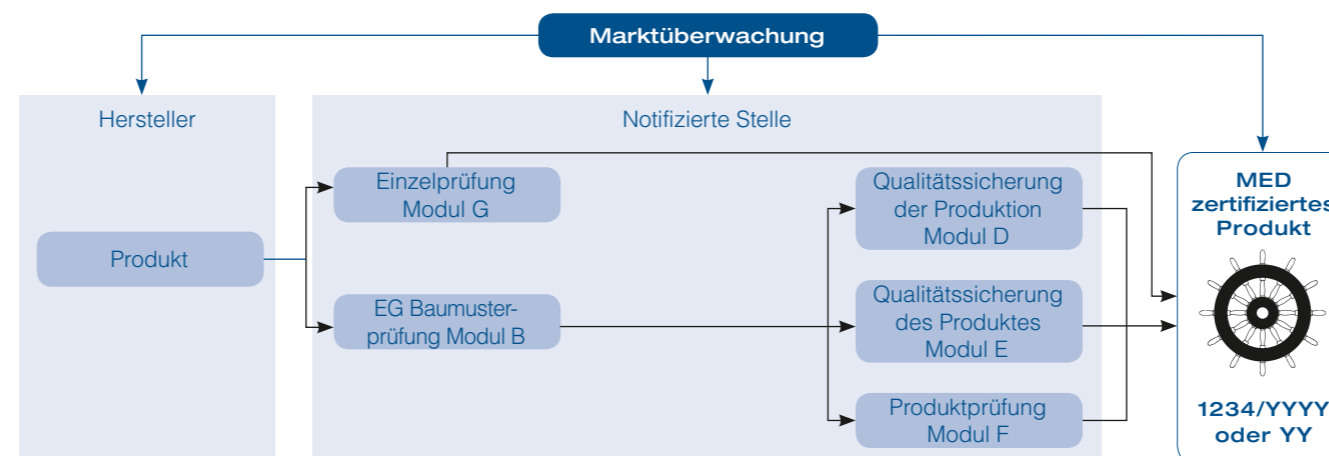 Marktüberwachung
Hersteller
Notifizierte Stelle
Produkt
Einzelprüfung
Modul G
EG Baumuster-
prüfung Modul B
Qualitätssicherung
der Produktion
Modul D
Qualitätssicherung
des Produktes
Modul E
Produktprüfung
Modul F
MED
zertifiziertes
Produkt
1234/YYYY
oder YY